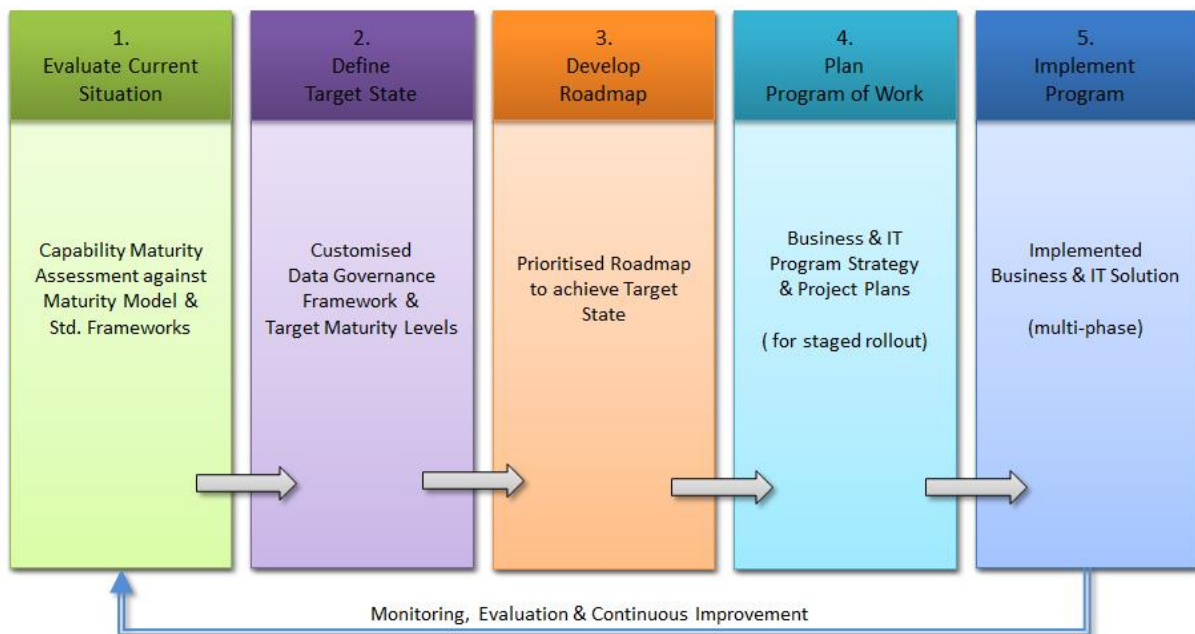 1.
Evaluate Current
Situation
Capability Maturity
Assessment against
Maturity Model &
Std. Frameworks
2.
Define
Target State
Customised
Data Governance
Framework &
Target Maturity Levels
3.
Develop
Roadmap
Prioritised Roadmap
to achieve Target
State
4.
Plan
Program of Work
Business & IT
Program Strategy
& Project Plans
( for staged rollout)
5.
Implement
Program
Implemented
Business & IT Solution
(multi-phase)
Monitoring, Evaluation & Continuous Improvement